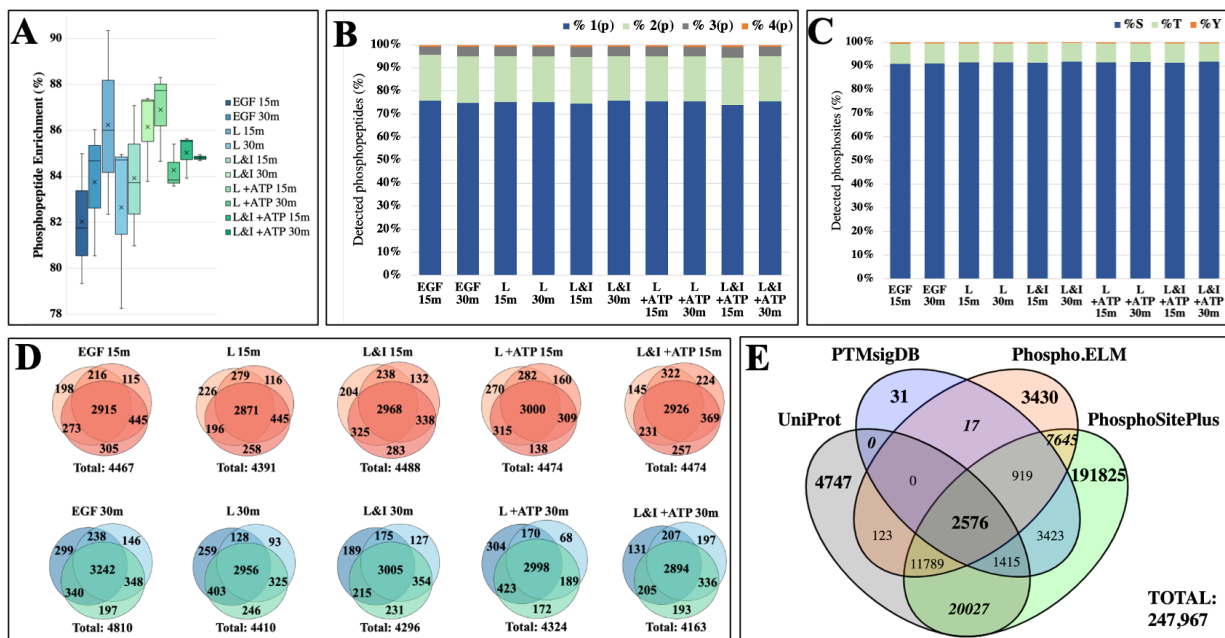 A
Phosphopeptide Enrichment (%)
90
88
86
84
82
80
78
EGF 15m
EGF 30m
L 15m
L 30m
L&I 15m
L&I 30m
L +ATP 15m
L +ATP 30m
L&I +ATP 15m
L&I +ATP 30m
B
% 1(p) % 2(p) % 3(p) % 4(p)
Detected phosphopeptides (%)
100%
90%
80%
70%
60%
50%
40%
30%
20%
10%
0%
EGF 15m
EGF 30m
L 15m
L 30m
L&I 15m
L&I 30m
L +ATP 15m
L +ATP 30m
L&I +ATP 15m
L&I +ATP 30m
C
%S %T %Y
Detected phosphosites (%)
100%
90%
80%
70%
60%
50%
40%
30%
20%
10%
0%
EGF 15m
EGF 30m
L 15m
L 30m
L&I 15m
L&I 30m
L +ATP 15m
L +ATP 30m
L&I +ATP 15m
L&I +ATP 30m
D
EGF 15m
198 216 115
2915
273 445
305
Total: 4467
L 15m
226 279 116
2871
196 445
258
Total: 4391
L&I 15m
204 238 132
2968
325 338
283
Total: 4488
L +ATP 15m
270 282 160
3000
315 309
138
Total: 4474
L&I +ATP 15m
145 322 224
2926
231 369
257
Total: 4474
EGF 30m
299 238 146
3242
340 348
197
Total: 4810
L 30m
259 128 93
2956
403 325
246
Total: 4410
L&I 30m
189 175 127
3005
215 354
231
Total: 4296
L +ATP 30m
304 170 68
2998
423 189
172
Total: 4324
L&I +ATP 30m
131 207 197
2894
205 336
193
Total: 4163
E
PTMsigDB Phospho.ELM
UniProt PhosphoSitePlus
31 3430
17
0 7645
4747 0 919 191825
2576
123 3423
11789 1415
20027
TOTAL:
247,967